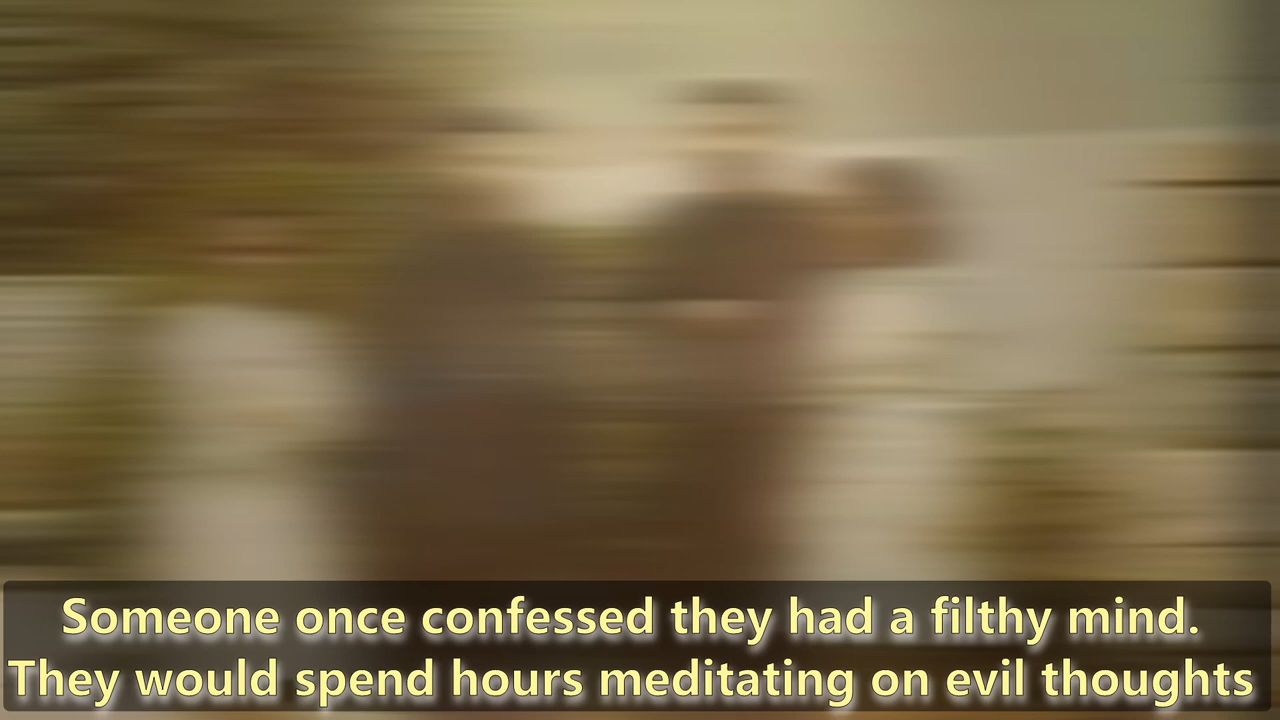 Someone once confessed they had a filthy mind.
They would spend hours meditating on evil thoughts